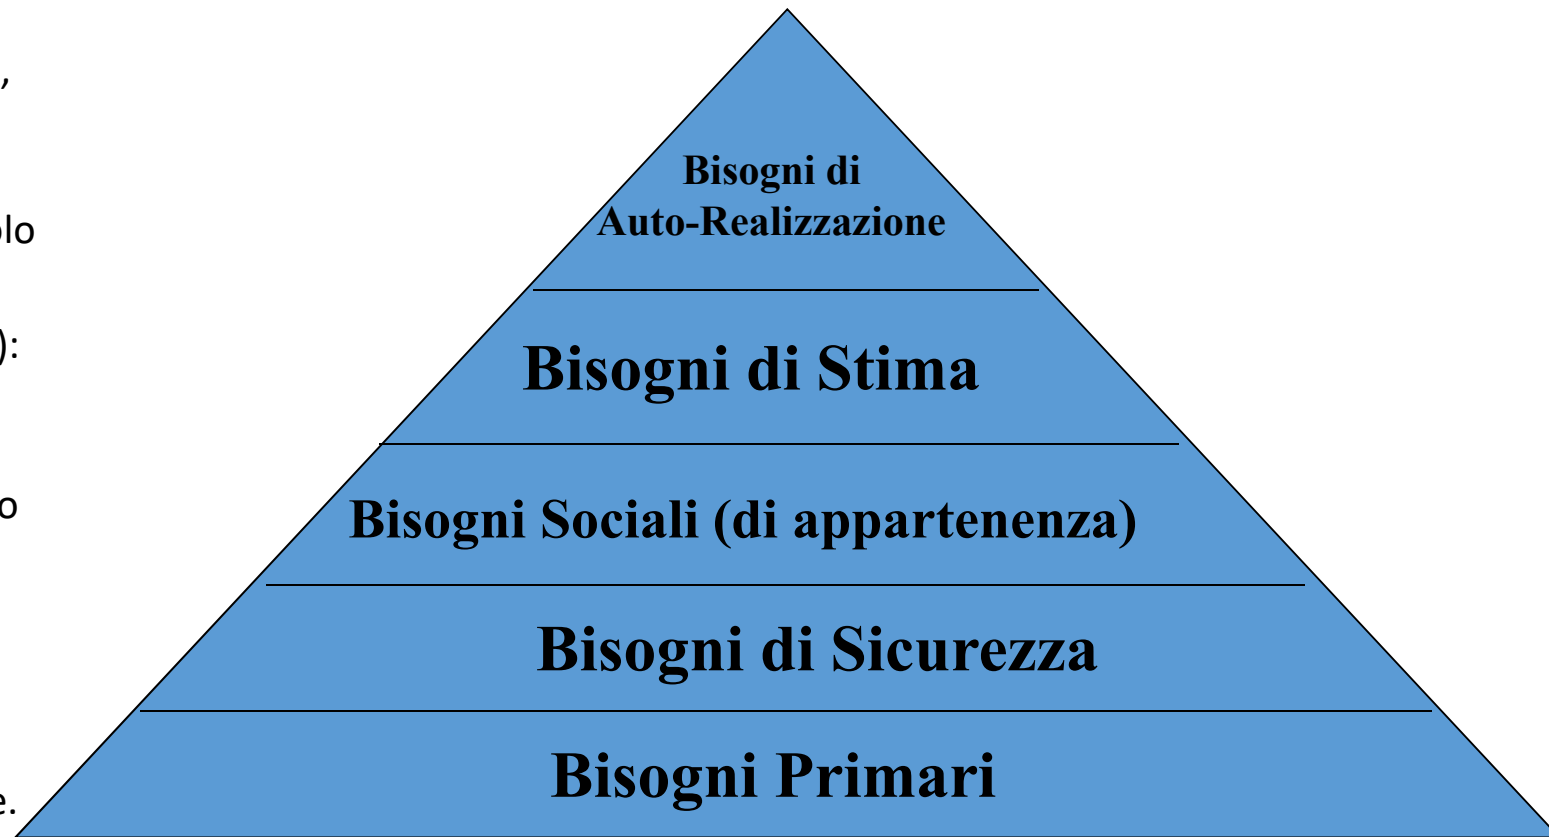 Bisogni di
Auto-Realizzazione
Bisogni di Stima
Bisogni Sociali (di appartenenza)
Bisogni di Sicurezza
Bisogni Primari